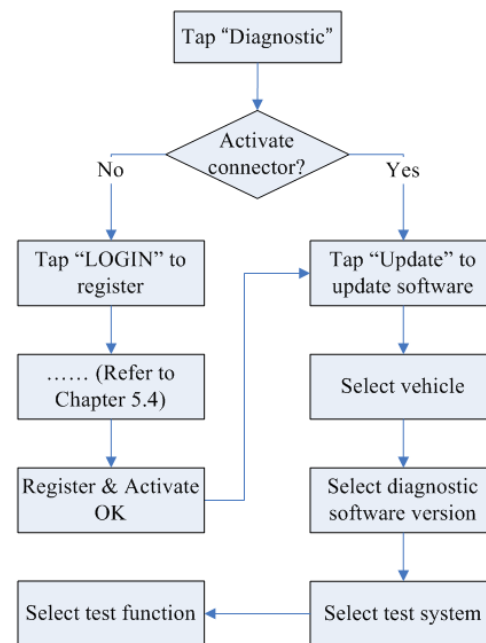 Tap “Diagnostic”
Activate
connector?
No
Yes
Tap “LOGIN” to
register
Tap “Update” to
update software
…… (Refer to
Chapter 5.4)
Select vehicle
Register & Activate
OK
Select diagnostic
software version
Select test function
Select test system